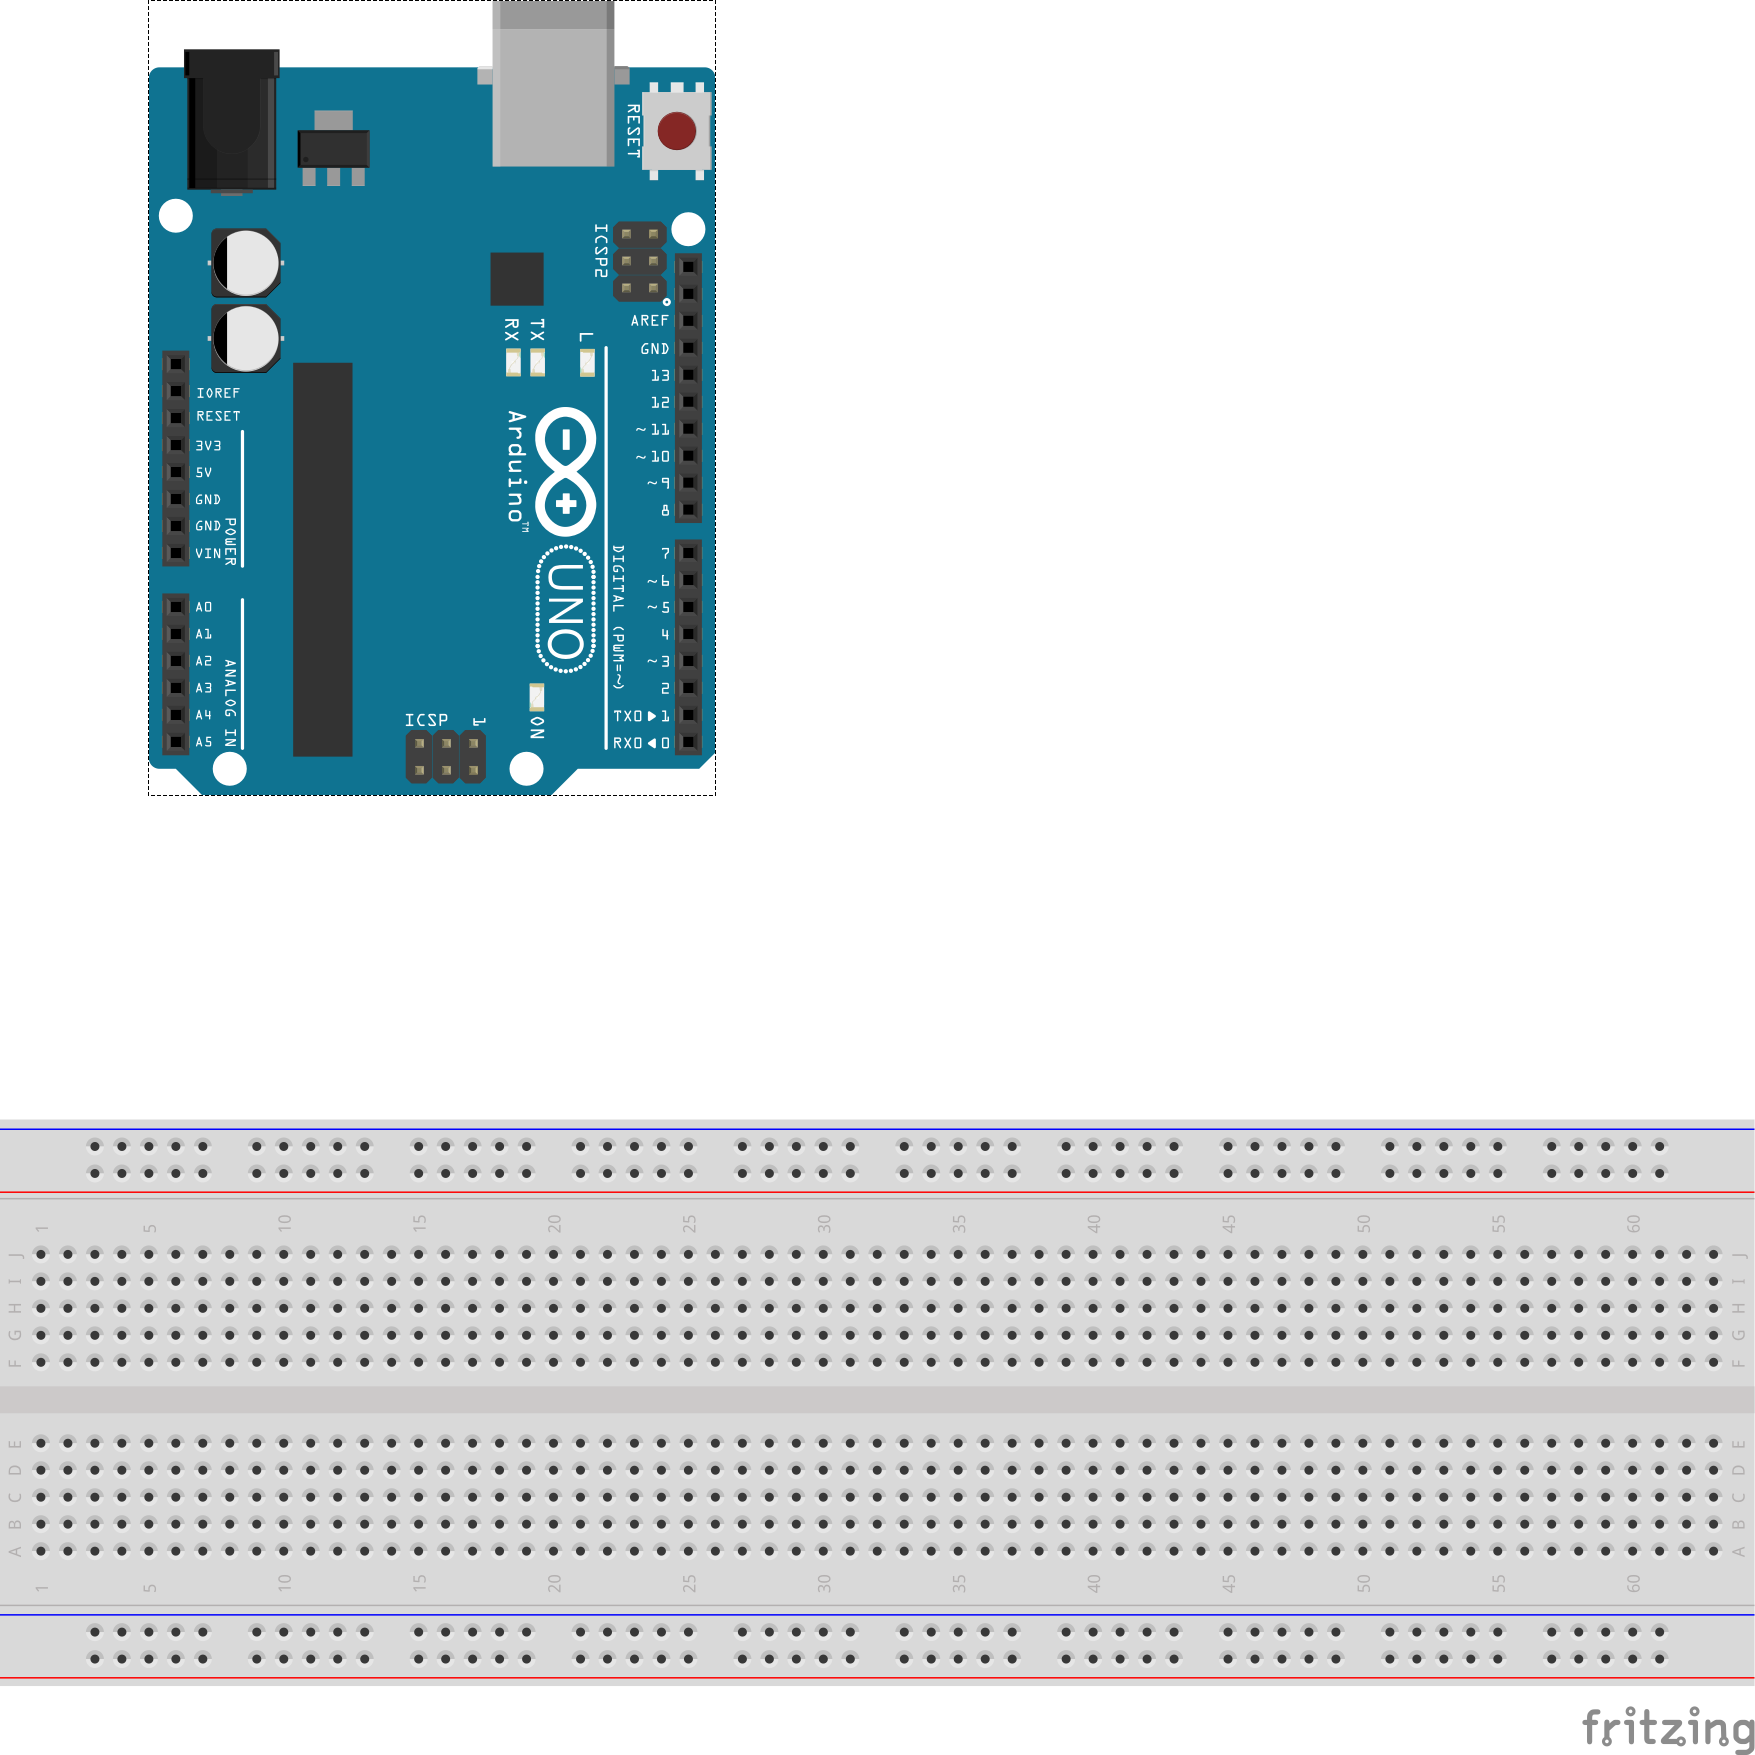 RESET
ICSP2
AREF
GND
13
12
~11
~10
~9
8
RX TX L
IOREF
RESET
3V3
5V
GND
GND
VIN
POWER
Arduino™
UNO
DIGITAL (PWM=~)
7
~6
~5
4
~3
2
TX0▶1
RX0◀0
A0
A1
A2
A3
A4
A5
ANALOG IN
ICSP 1
ON
1 5 10 15 20 25 30 35 40 45 50 55 60
J J
I I
H H
G G
F F
E E
D D
C C
B B
A A
1 5 10 15 20 25 30 35 40 45 50 55 60
fritzing